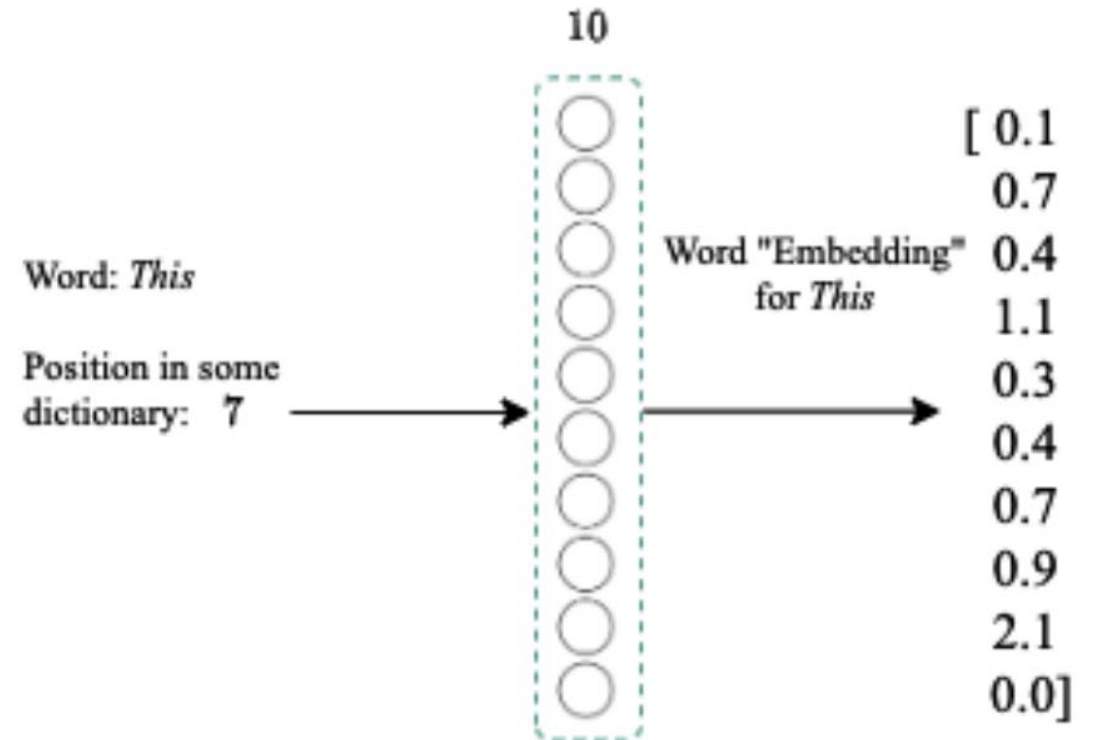 10
Word: This
Position in some
dictionary: 7
Word "Embedding"
for This
[ 0.1
0.7
0.4
1.1
0.3
0.4
0.7
0.9
2.1
0.0]